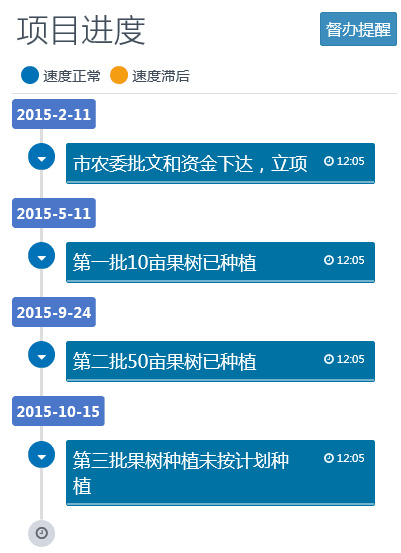 项目进度
督办提醒
速度正常 速度滞后
2015-2-11
市农委批文和资金下达，立项 12:05
2015-5-11
第一批10亩果树已种植 12:05
2015-9-24
第二批50亩果树已种植 12:05
2015-10-15
第三批果树种植未按计划种 12:05
植